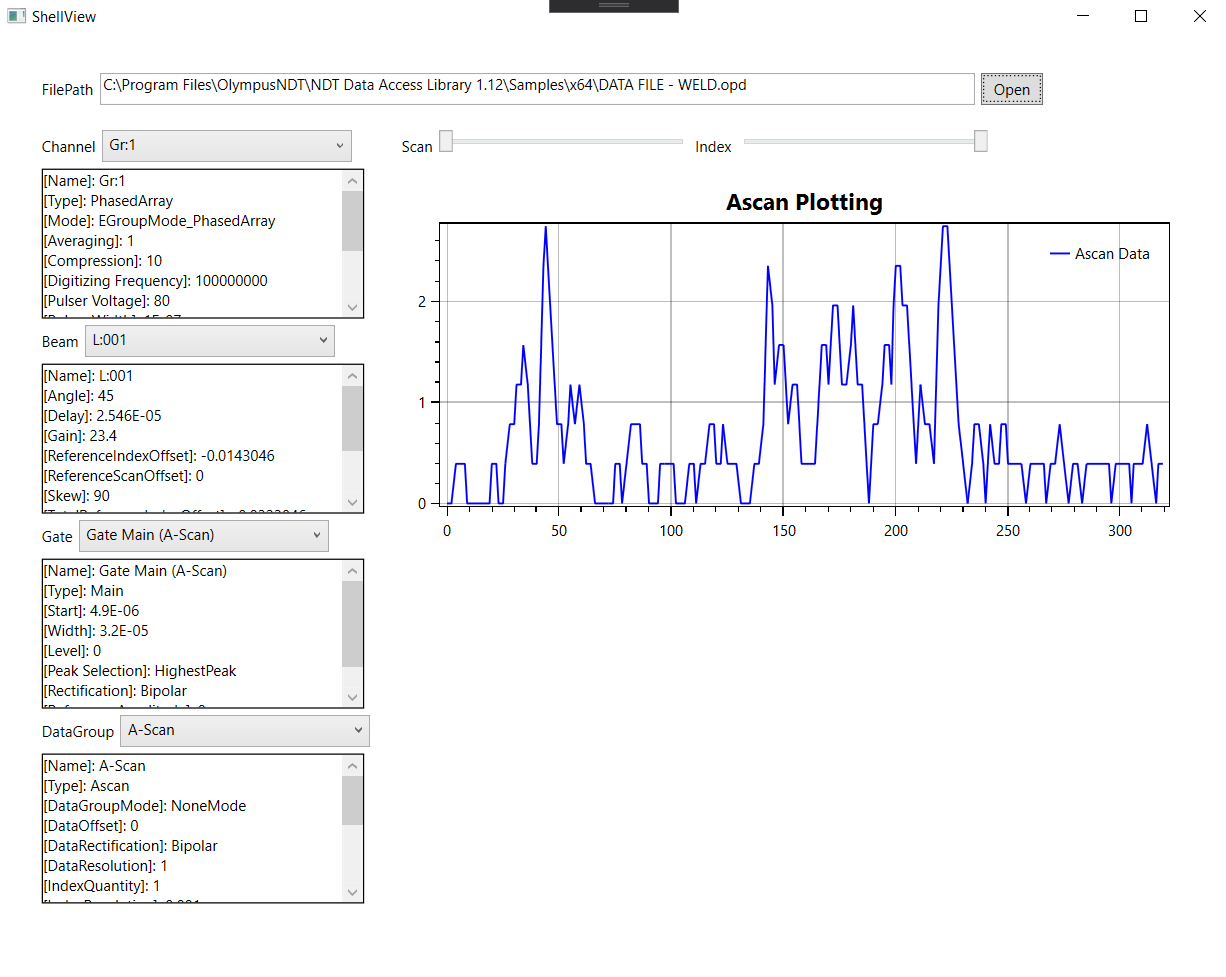 ShellView
FilePath C:\Program Files\OlympusNDT\NDT Data Access Library 1.12\Samples\x64\DATA FILE - WELD.opd Open
Channel Gr:1
Scan Index
[Name]: Gr:1
[Type]: PhasedArray
[Mode]: EGroupMode_PhasedArray
[Averaging]: 1
[Compression]: 10
[Digitizing Frequency]: 100000000
[Pulser Voltage]: 80
Beam L:001
[Name]: L:001
[Angle]: 45
[Delay]: 2.546E-05
[Gain]: 23.4
[ReferenceIndexOffset]: -0.0143046
[ReferenceScanOffset]: 0
[Skew]: 90
Gate Gate Main (A-Scan)
[Name]: Gate Main (A-Scan)
[Type]: Main
[Start]: 4.9E-06
[Width]: 3.2E-05
[Level]: 0
[Peak Selection]: HighestPeak
[Rectification]: Bipolar
DataGroup A-Scan
[Name]: A-Scan
[Type]: Ascan
[DataGroupMode]: NoneMode
[DataOffset]: 0
[DataRectification]: Bipolar
[DataResolution]: 1
[IndexQuantity]: 1
Ascan Plotting
Ascan Data
2
1
0
0 50 100 150 200 250 300